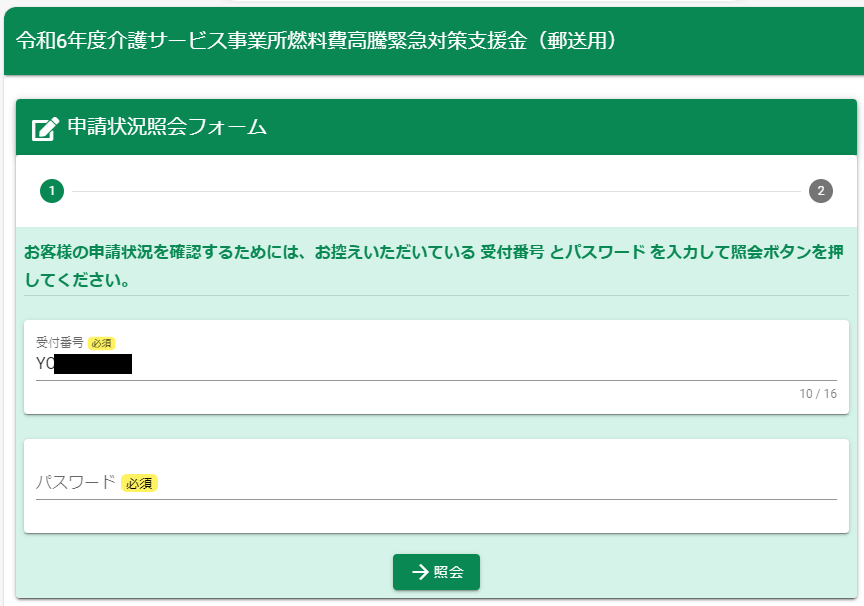 令和6年度介護サービス事業所燃料費高騰緊急対策支援金（郵送用）
申請状況照会フォーム
1
2
お客様の申請状況を確認するためには、お控えいただいている 受付番号 とパスワード を入力して照会ボタンを押
してください。
受付番号 必須
YO
10 / 16
パスワード 必須
照会